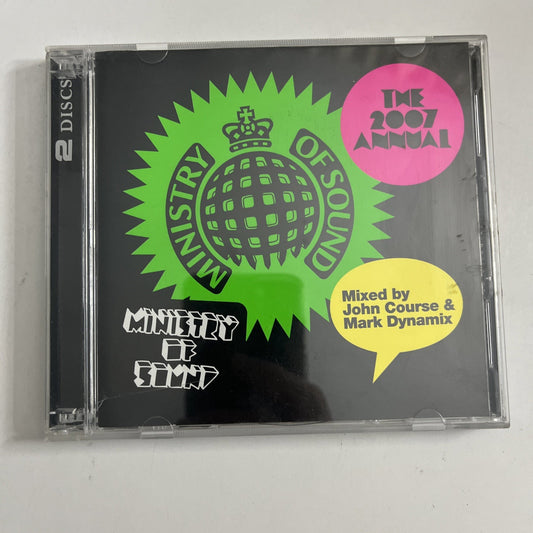 2 DISCS
THE
2007
ANNUAL
MINISTRY
OF SOUND
Mixed by
John Course &
Mark Dynamix
MINISTRY
OF
SOUND